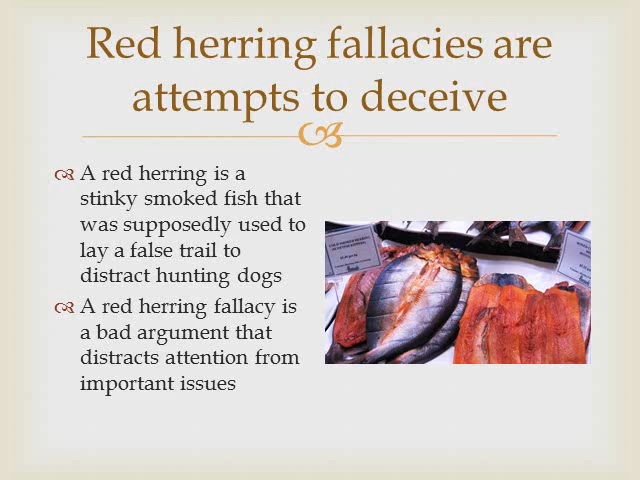 Red herring fallacies are
attempts to deceive
A red herring is a
stinky smoked fish that
was supposedly used to
lay a false trail to
distract hunting dogs
A red herring fallacy is
a bad argument that
distracts attention from
important issues